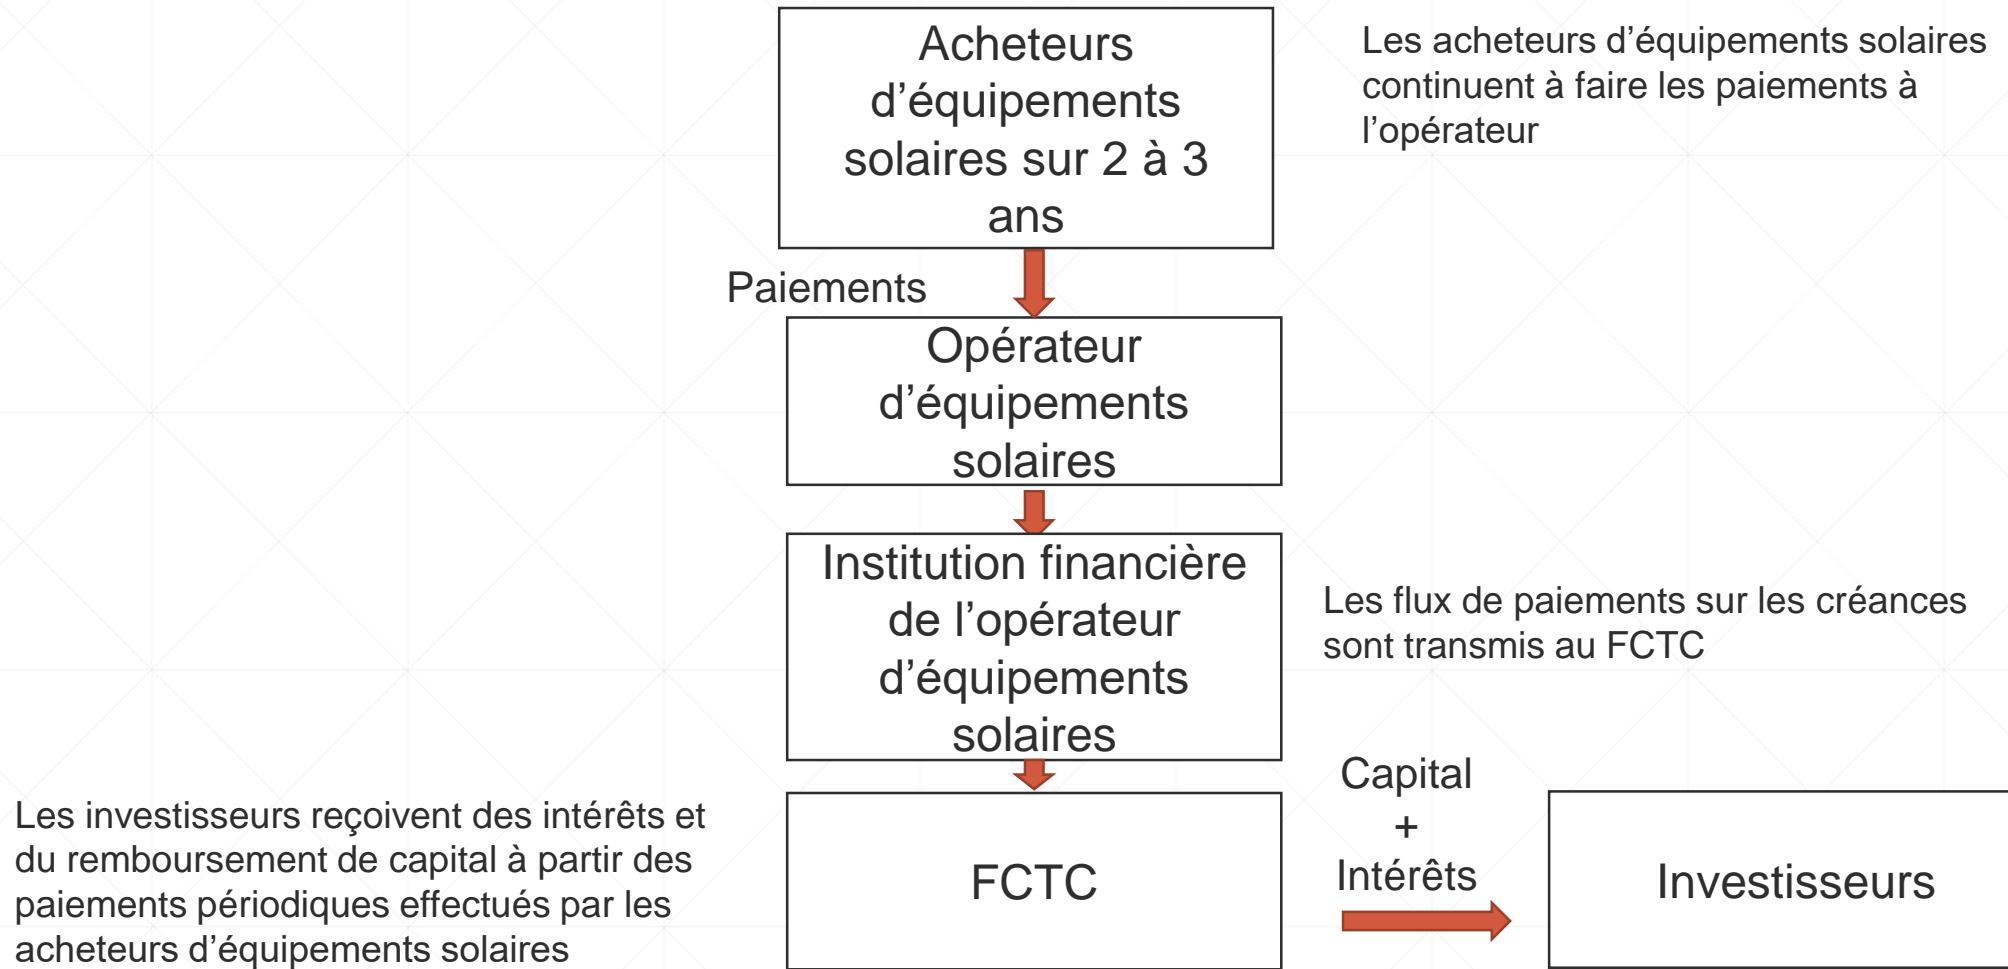 Acheteurs
d’équipements
solaires sur 2 à 3
ans
Les acheteurs d’équipements solaires
continuent à faire les paiements à
l’opérateur
Paiements
Opérateur
d’équipements
solaires
Institution financière
de l’opérateur
d’équipements
solaires
Les flux de paiements sur les créances
sont transmis au FCTC
Les investisseurs reçoivent des intérêts et
du remboursement de capital à partir des
paiements périodiques effectués par les
acheteurs d’équipements solaires
FCTC
Capital
+
Intérêts
Investisseurs